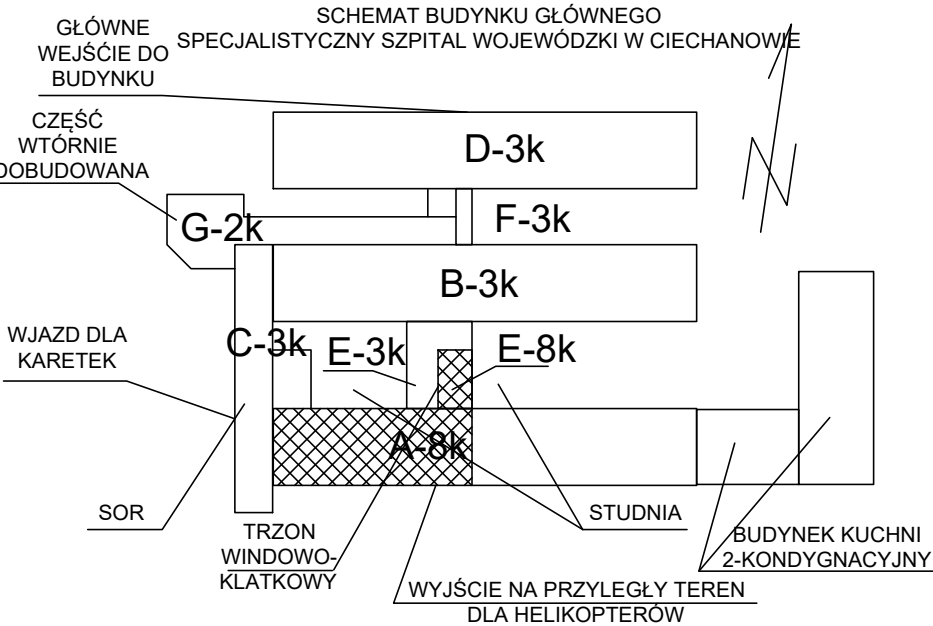 SCHEMAT BUDYNKU GŁÓWNEGO
SPECJALISTYCZNY SZPITAL WOJEWÓDZKI W CIECHANOWIE
GŁÓWNE
WEJŚĆIE DO
BUDYNKU
CZĘŚĆ
WTÓRNIE
DOBUDOWANA
D-3k
G-2k
F-3k
B-3k
WJAZD DLA
KARETEK
C-3k
E-3k
E-8k
A-8k
SOR
TRZON
WINDOWO-
KLATKOWY
STUDNIA
BUDYNEK KUCHNI
2-KONDYGNACYJNY
WYJŚCIE NA PRZYLEGŁY TEREN
DLA HELIKOPTERÓW